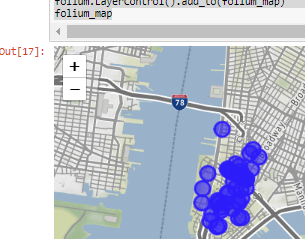 folium.LayerControl().add_to(folium_map)
folium_map
Out[17]:
+
−
78